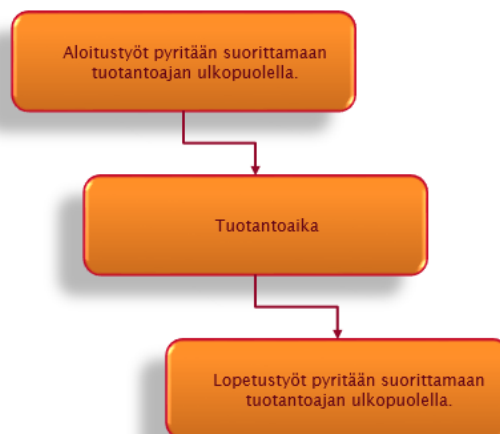 Aloitustyöt pyritään suorittamaan
tuotantoajan ulkopuolella.
Tuotantoaika
Lopetustyöt pyritään suorittamaan
tuotantoajan ulkopuolella.